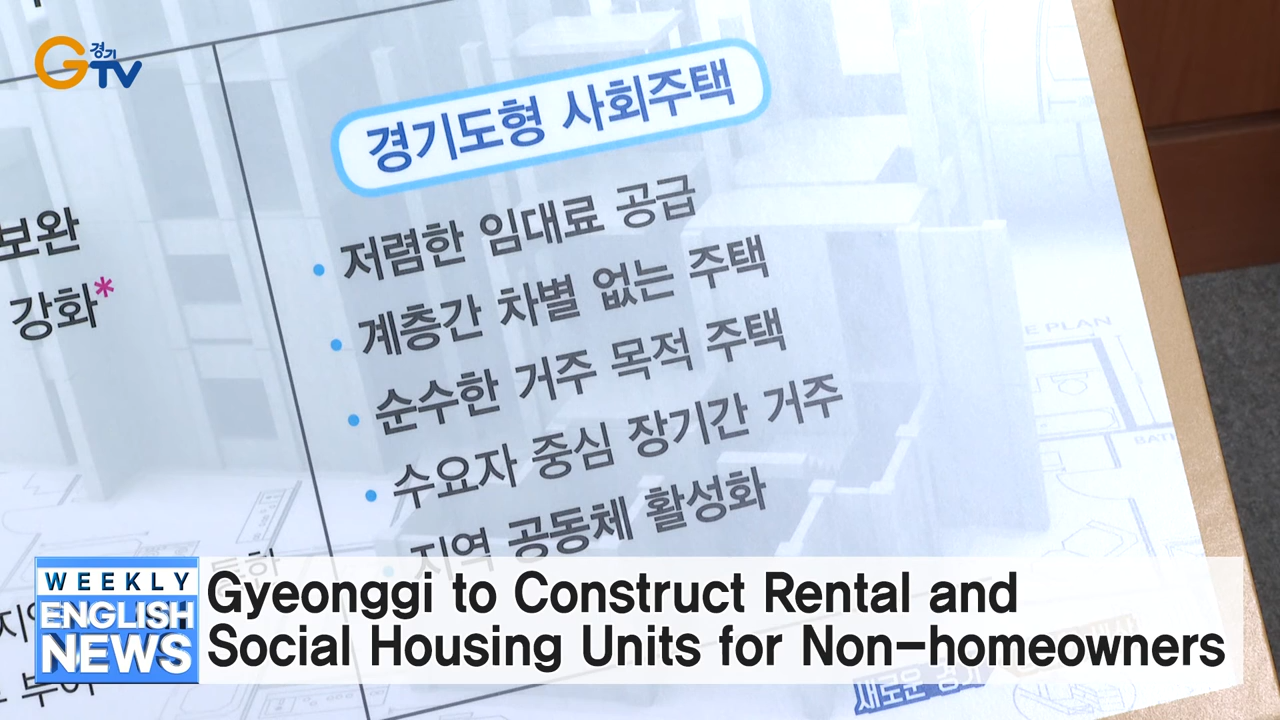 경기
GTV
경기도형 사회주택
보완
강화*
• 저렴한 임대료 공급
• 계층간 차별 없는 주택
• 순수한 거주 목적 주택
• 수요자 중심 장기간 거주
• 지역 공동체 활성화
PLAN
WEEKLY
ENGLISH
NEWS
Gyeonggi to Construct Rental and
Social Housing Units for Non-homeowners
새로운